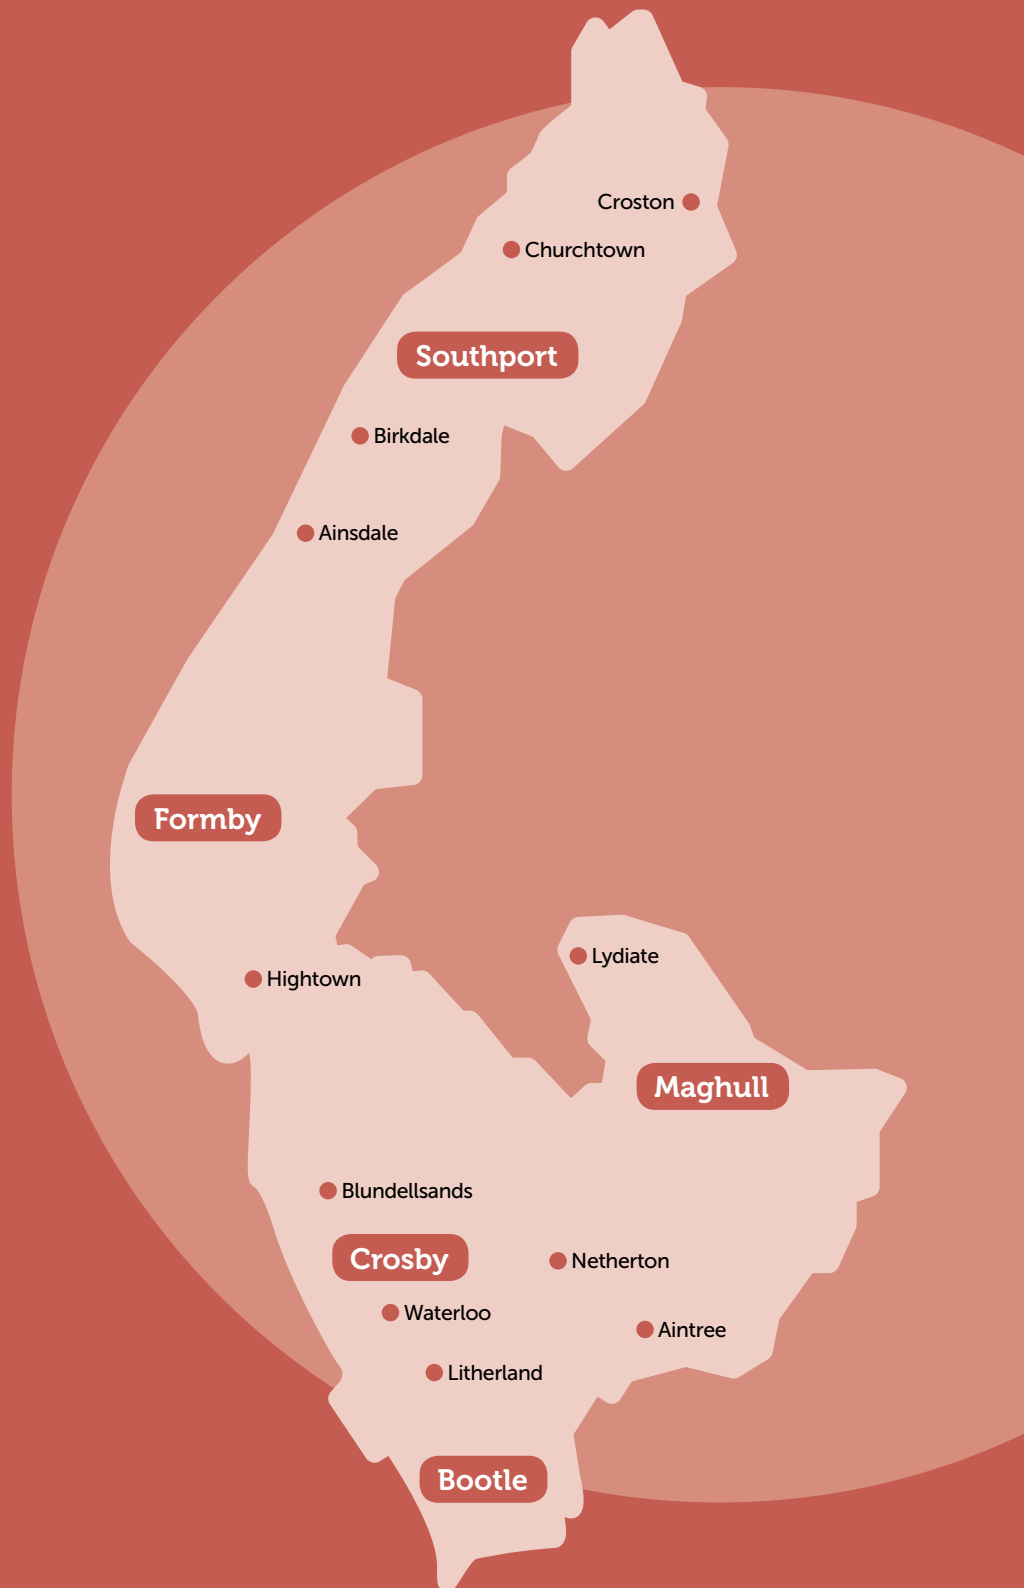 Croston
Churchtown
Southport
Birkdale
Ainsdale
Formby
Lydiate
Hightown
Maghull
Blundellsands
Crosby
Netherton
Waterloo
Aintree
Litherland
Bootle